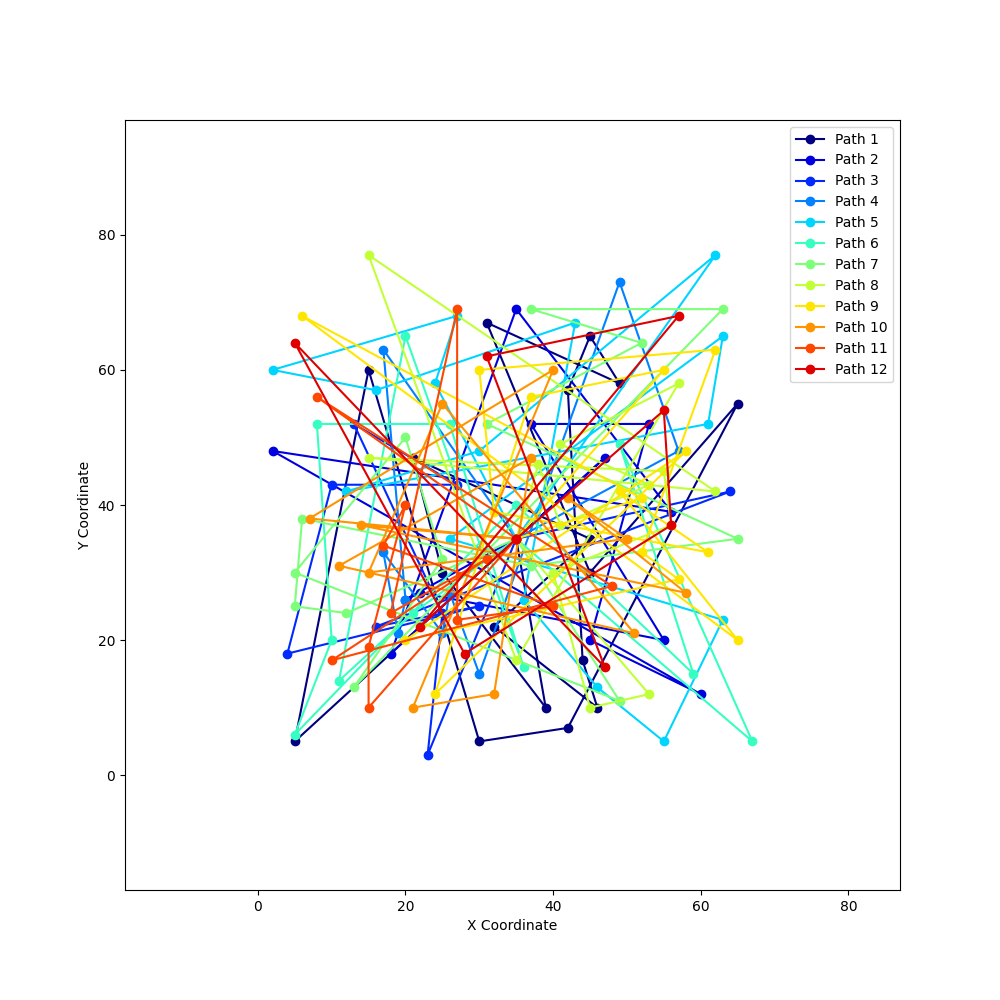 Path 1
Path 2
Path 3
Path 4
Path 5
Path 6
Path 7
Path 8
Path 9
Path 10
Path 11
Path 12
80
60
40
20
0
Y Coordinate
0 20 40 60 80
X Coordinate